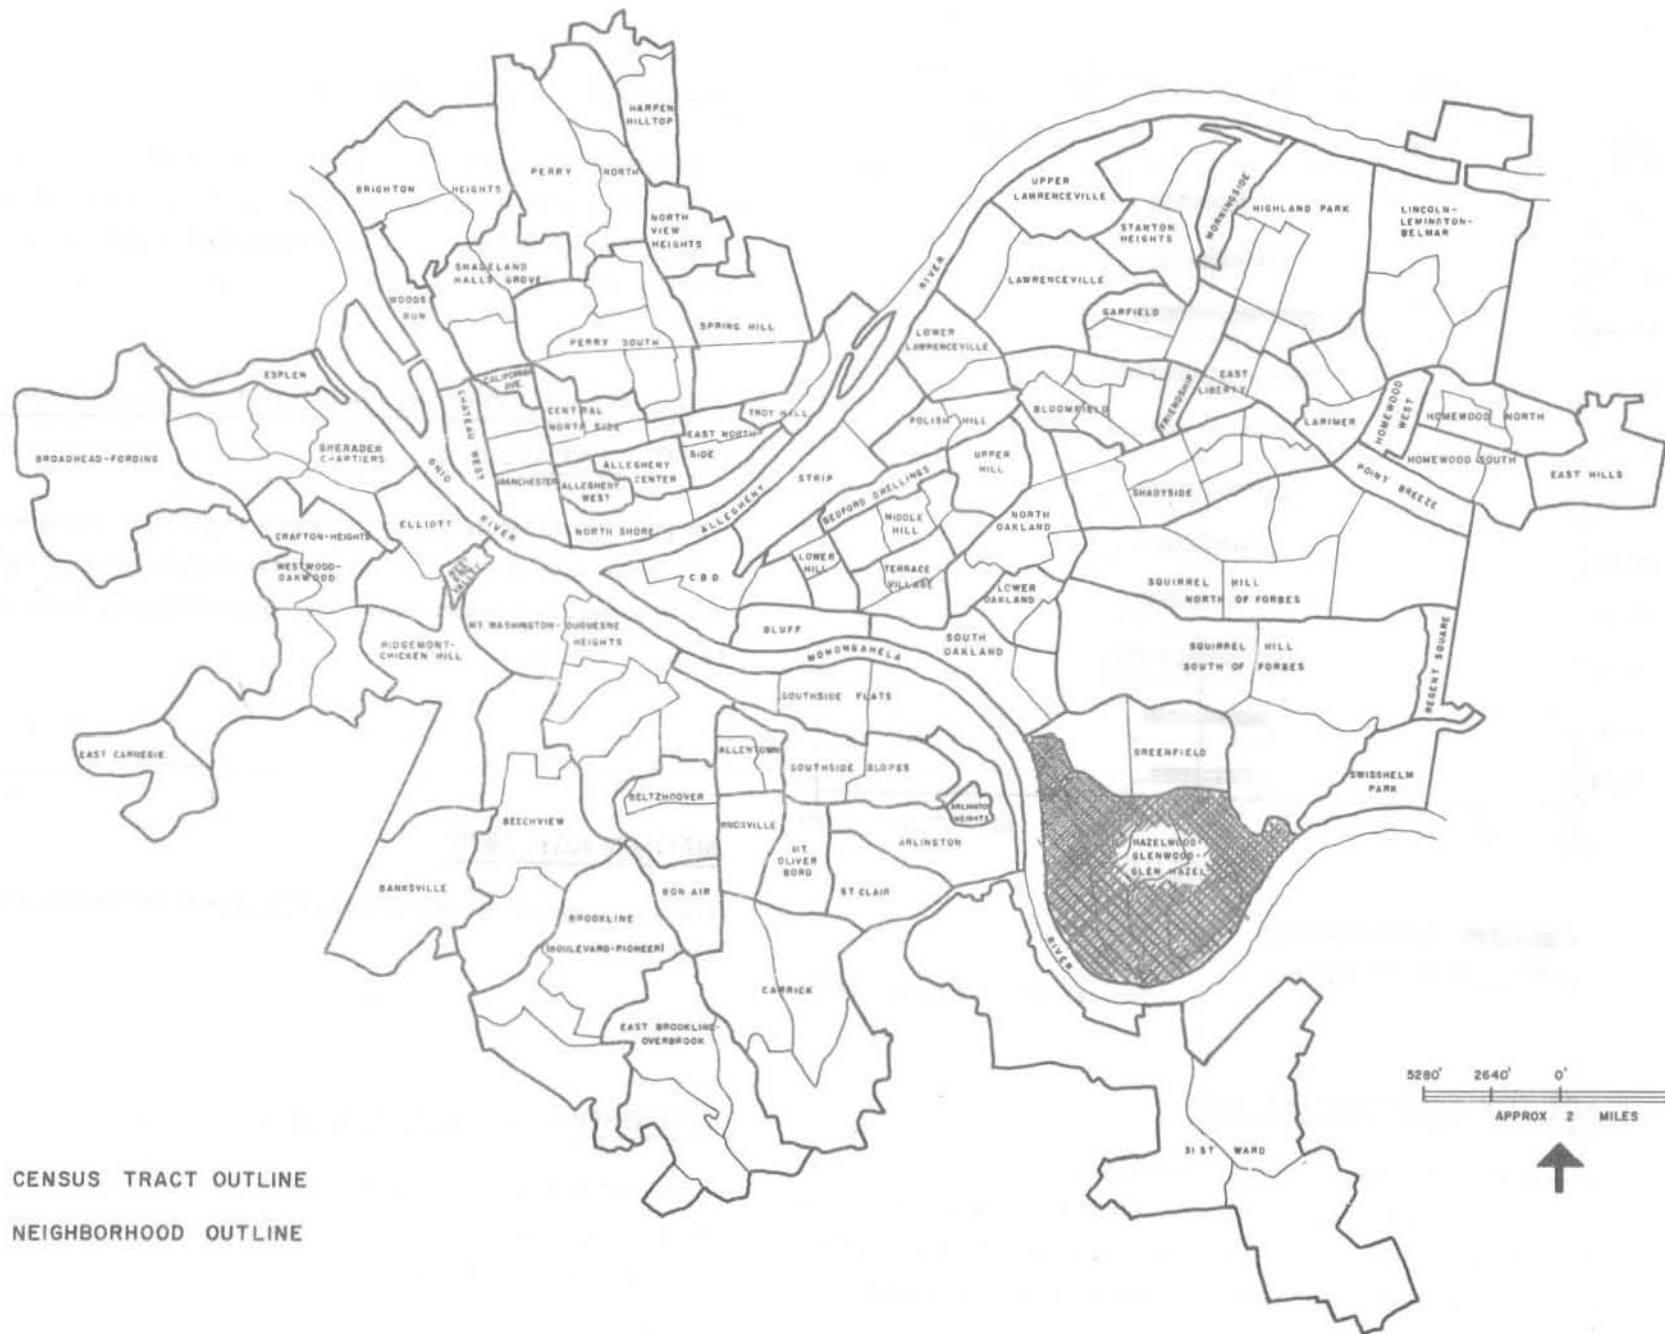 HARPEN
HILLTOP
PERRY NORTH
BRIGHTON HEIGHTS
NORTH
VIEW
HEIGHTS
SHADELAND
HALLS GROVE
WOODS
RUN
SPRING HILL
PERRY SOUTH
CALIFORNIA
AVE.
CHATEAU WEST
CENTRAL
NORTH SIDE
TROY HILL
EAST NORTH
SIDE
ALLEGHENY
CENTER
MANCHESTER
ALLEGHENY
WEST
NORTH SHORE
UPPER
LAWRENCEVILLE
MORNINGSIDE
HIGHLAND PARK
LINCOLN-
LEMINGTON-
BELMAR
STANTON
HEIGHTS
LAWRENCEVILLE
GARFIELD
RIVER
LOWER
LAWRENCEVILLE
EAST
LIBERTY
FRIENDSHIP
BLOOMFIELD
LARIMER
HOMEWOOD
WEST
HOMEWOOD NORTH
HOMEWOOD SOUTH
EAST HILLS
POINT BREEZE
POLISH HILL
UPPER
HILL
STRIP
ALLEGHENY
BEDFORD DWELLINGS
MIDDLE
HILL
SHADYSIDE
NORTH
OAKLAND
LOWER
HILL
TERRACE
VILLAGE
C B D
LOWER
OAKLAND
BLUFF
SOUTH
OAKLAND
SQUIRREL HILL
NORTH OF FORBES
SQUIRREL HILL
SOUTH OF FORBES
REGENT SQUARE
ESPLEN
BROADHEAD-FORDING
SHERADEN
CHARTIERS
OHIO
RIVER
ELLIOTT
CRAFTON-HEIGHTS
WESTWOOD-
OAKWOOD
WEST
END
VALLEY
MT. WASHINGTON-DUQUESNE
HEIGHTS
RIDGEMONT-
CHICKEN HILL
EAST CARNEGIE
MONONGAHELA
SOUTHSIDE FLATS
ALLENTOWN
SOUTHSIDE SLOPES
BELTZHOOVER
ARLINGTON
HEIGHTS
BEECHVIEW
KNOXVILLE
MT.
OLIVER
BORO
ARLINGTON
GREENFIELD
SWISSHELM
PARK
HAZELWOOD-
GLENWOOD-
GLEN HAZEL
BANKSVILLE
BON AIR
ST CLAIR
BROOKLINE
(BOULEVARD-PIONEER)
RIVER
CARRICK
EAST BROOKLINE-
OVERBROOK
31 ST WARD
5280' 2640' 0'
APPROX 2 MILES
CENSUS TRACT OUTLINE
NEIGHBORHOOD OUTLINE